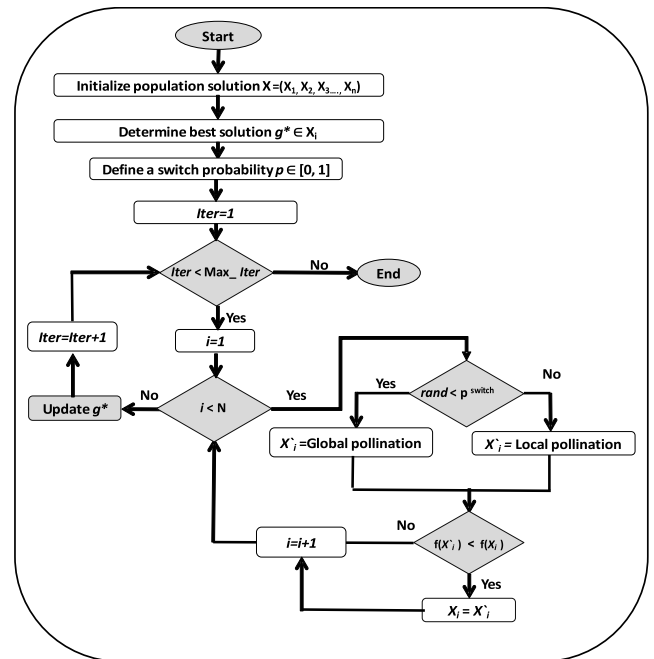 Start
Initialize population solution X =(X1, X2, X3...., Xn)
Determine best solution g* ∈ Xi
Define a switch probability p ∈ [0, 1]
Iter=1
Iter < Max_ Iter
No
End
Yes
i=1
Iter=Iter+1
Update g*
No
i < N
Yes
rand < p switch
Yes
No
X`i =Global pollination
X`i = Local pollination
f(X`i ) < f(Xi )
No
i=i+1
Yes
Xi = X`i